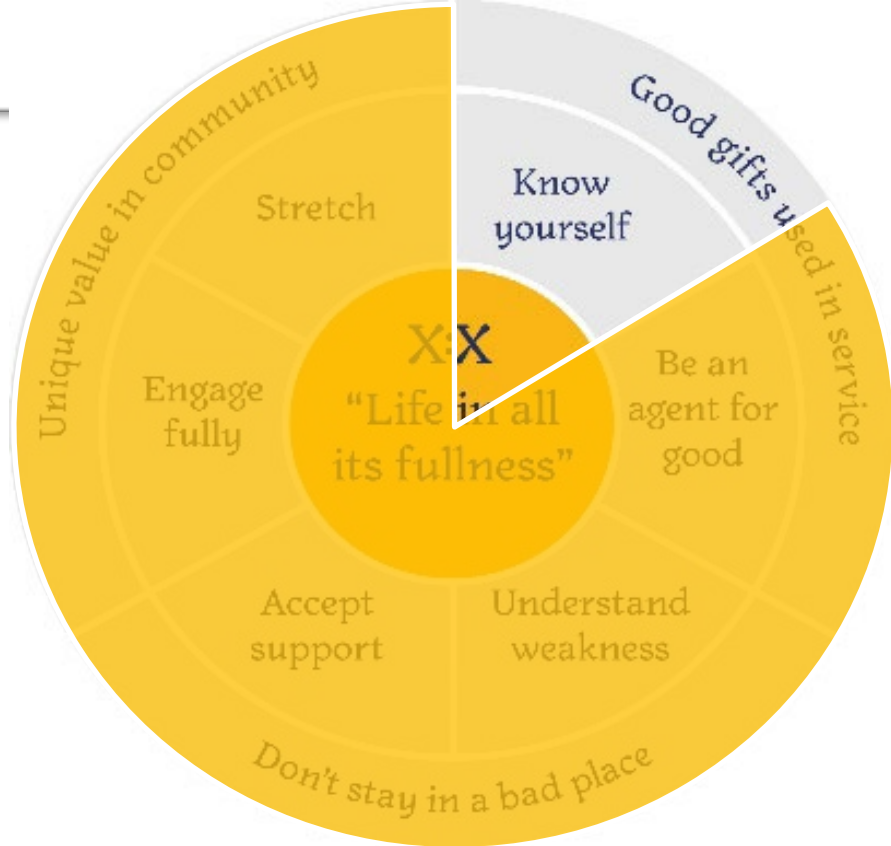 Good gifts used in service
Know
yourself
Be an
agent for
good
Understand
weakness
Don't stay in a bad place
Accept
support
Engage
fully
Stretch
Unique value in community
X:X
“Life in all
its fullness”